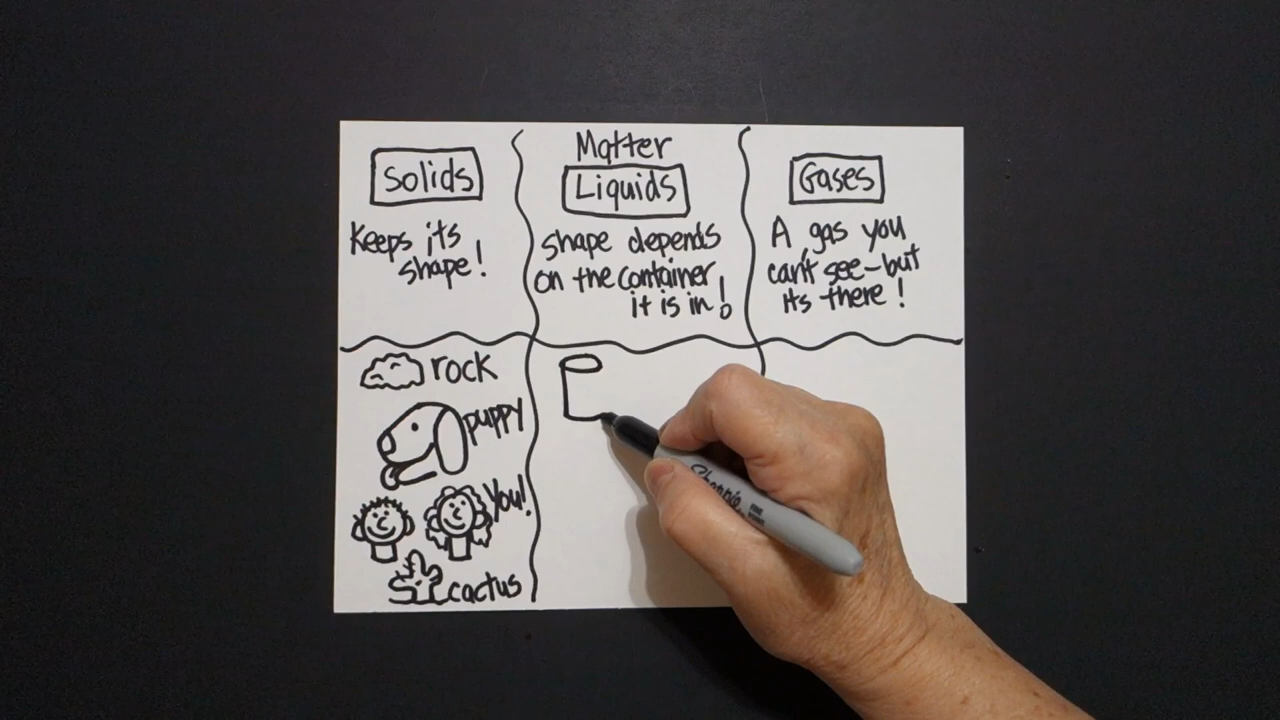 Matter
Solids
Keeps its
shape!
Liquids
shape depends
on the container
it is in!
Gases
A gas you
can't see-but
its there!
rock
puppy
You!
cactus
Sharpie